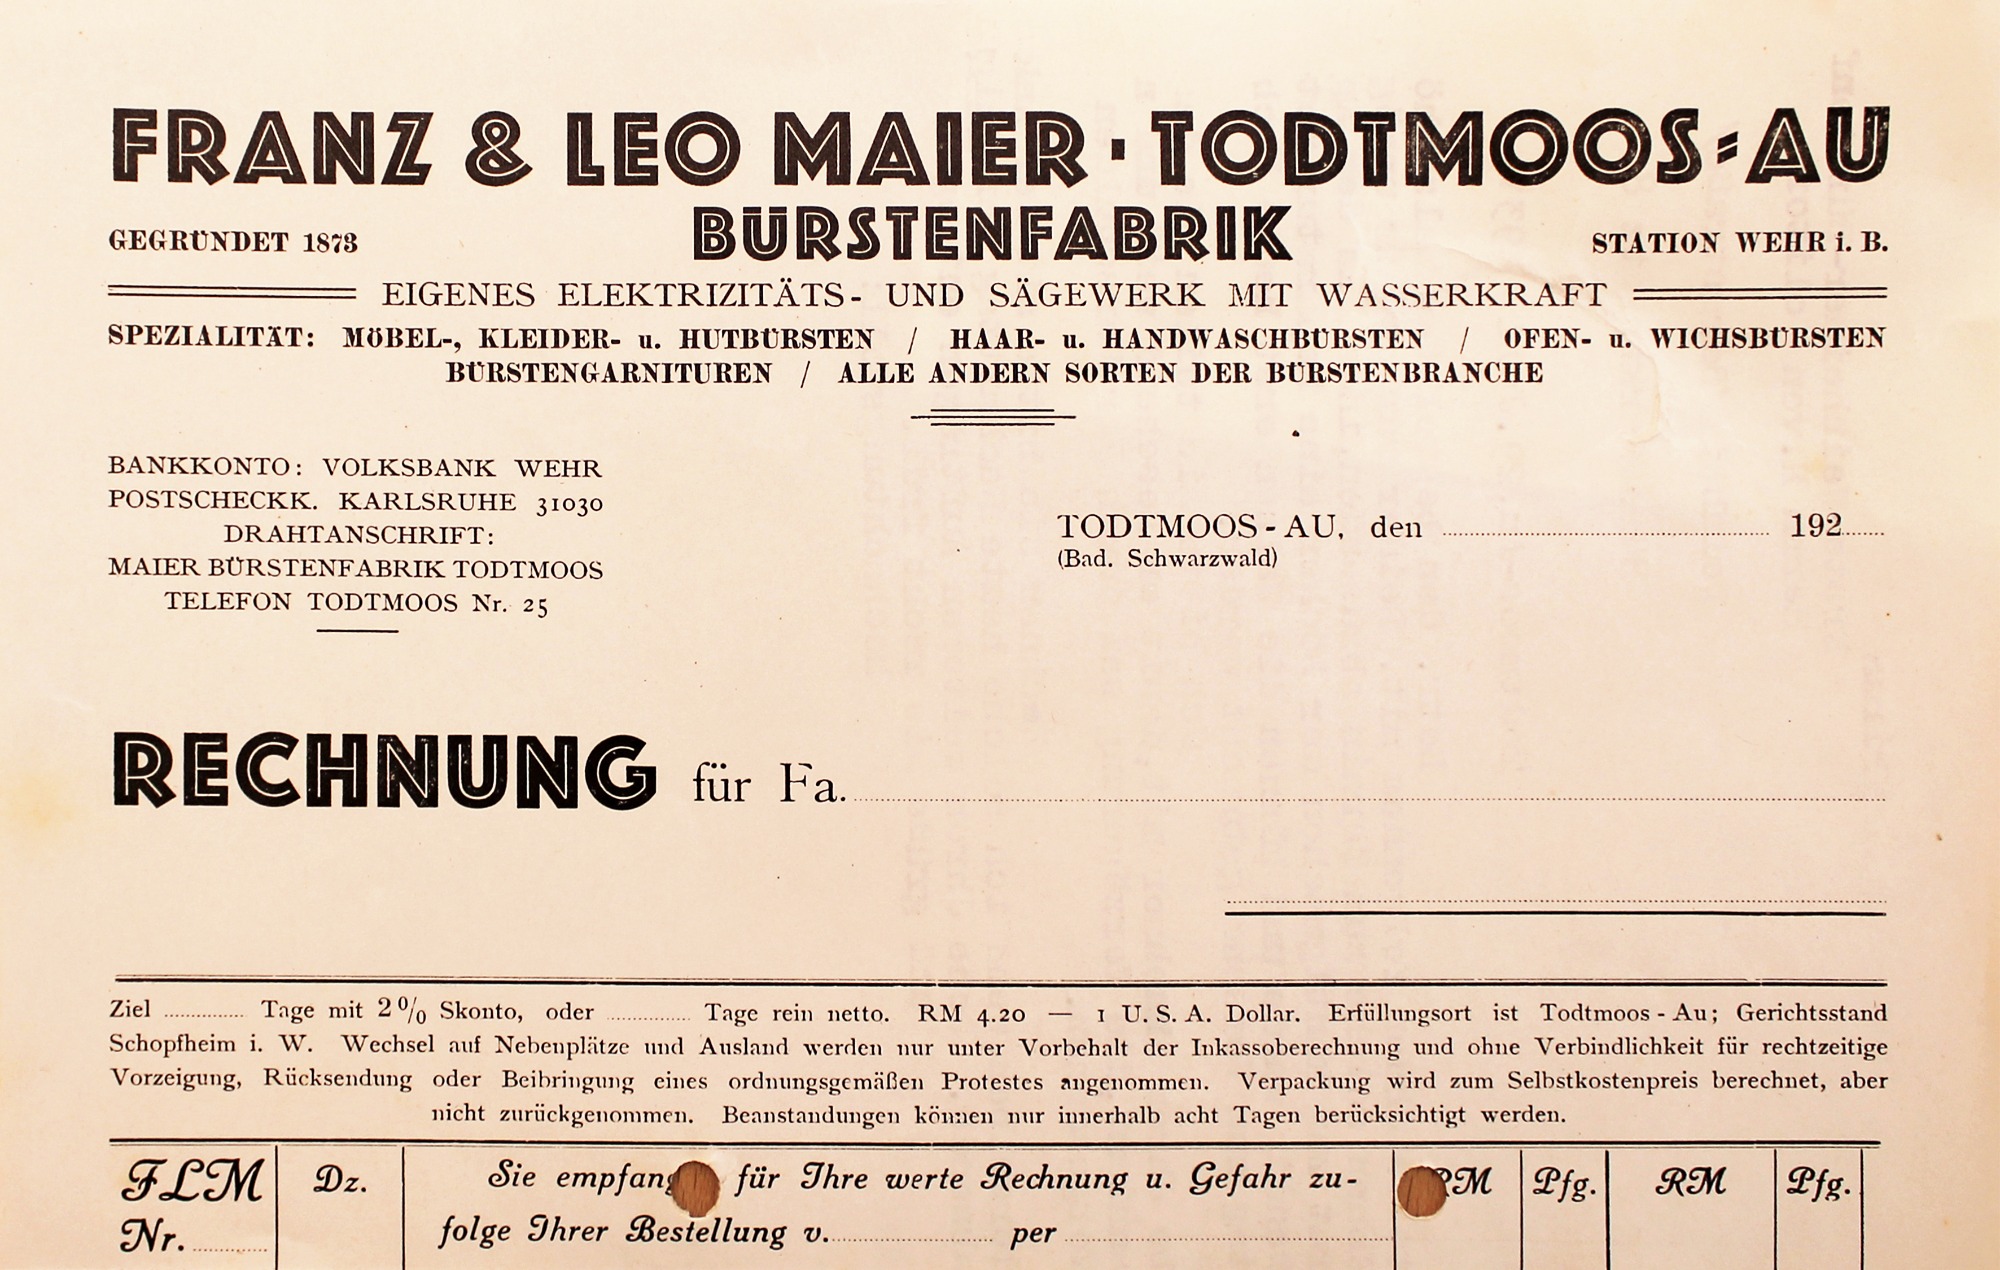 FRANZ & LEO MAIER · TODTMOOS-AU
BÜRSTENFABRIK
GEGRÜNDET 1873
STATION WEHR i. B.
EIGENES ELEKTRIZITÄTS- UND SÄGEWERK MIT WASSERKRAFT
SPEZIALITÄT: MÖBEL-, KLEIDER- u. HUTBÜRSTEN / HAAR- u. HANDWASCHBÜRSTEN / OFEN- u. WICHSBÜRSTEN
BÜRSTENGARNITUREN / ALLE ANDERN SORTEN DER BÜRSTENBRANCHE
BANKKONTO: VOLKSBANK WEHR
POSTSCHECKK. KARLSRUHE 31030
DRAHTANSCHRIFT:
MAIER BÜRSTENFABRIK TODTMOOS
TELEFON TODTMOOS Nr. 25
TODTMOOS-AU, den 192
(Bad. Schwarzwald)
RECHNUNG für Fa.
Ziel Tage mit 2% Skonto, oder Tage rein netto. RM 4.20 — 1 U. S. A. Dollar. Erfüllungsort ist Todtmoos-Au; Gerichtsstand
Schopfheim i. W. Wechsel auf Nebenplätze und Ausland werden nur unter Vorbehalt der Inkassoberechnung und ohne Verbindlichkeit für rechtzeitige
Vorzeigung, Rücksendung oder Beibringung eines ordnungsgemäßen Protestes angenommen. Verpackung wird zum Selbstkostenpreis berechnet, aber
nicht zurückgenommen. Beanstandungen können nur innerhalb acht Tagen berücksichtigt werden.
FLM Dz. Sie empfang für Ihre werte Rechnung u. Gefahr zu- RM Pfg. RM Pfg.
Nr. folge Ihrer Bestellung v. per